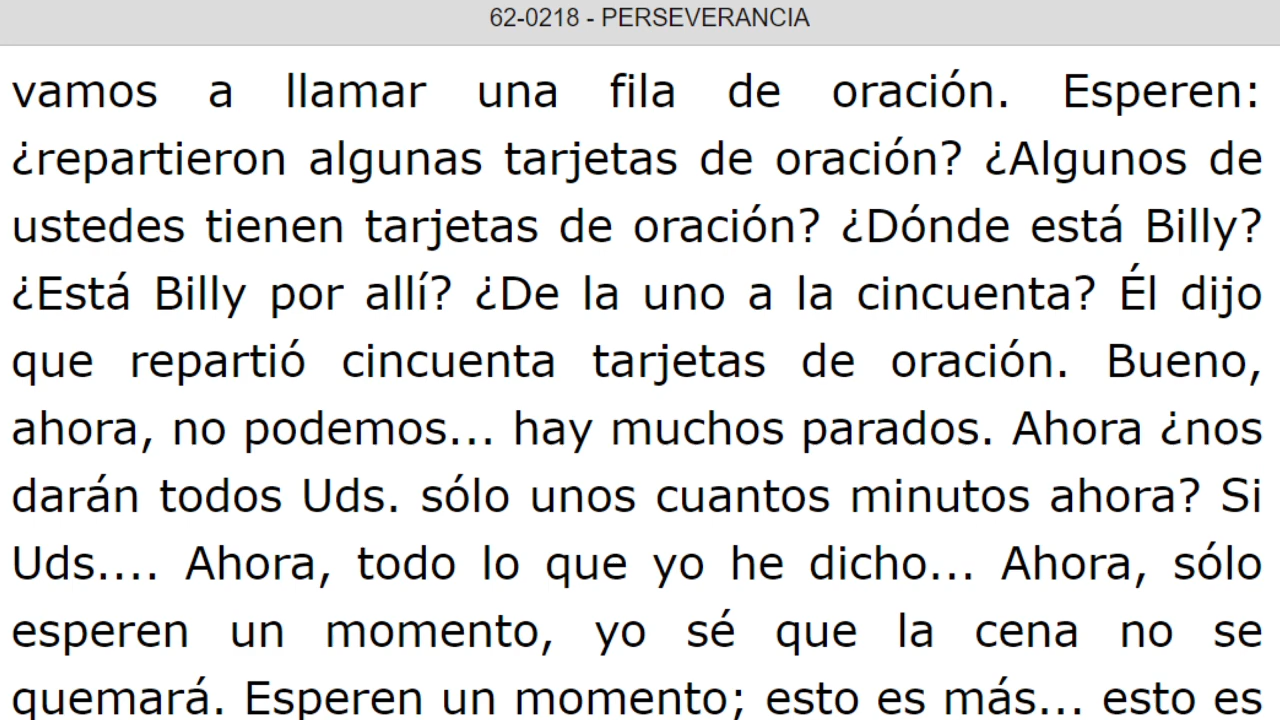 62-0218 - PERSEVERANCIA
vamos a llamar una fila de oración. Esperen:
¿repartieron algunas tarjetas de oración? ¿Algunos de
ustedes tienen tarjetas de oración? ¿Dónde está Billy?
¿Está Billy por allí? ¿De la uno a la cincuenta? Él dijo
que repartió cincuenta tarjetas de oración. Bueno,
ahora, no podemos... hay muchos parados. Ahora ¿nos
darán todos Uds. sólo unos cuantos minutos ahora? Si
Uds.... Ahora, todo lo que yo he dicho... Ahora, sólo
esperen un momento, yo sé que la cena no se
quemará. Esperen un momento; esto es más... esto es